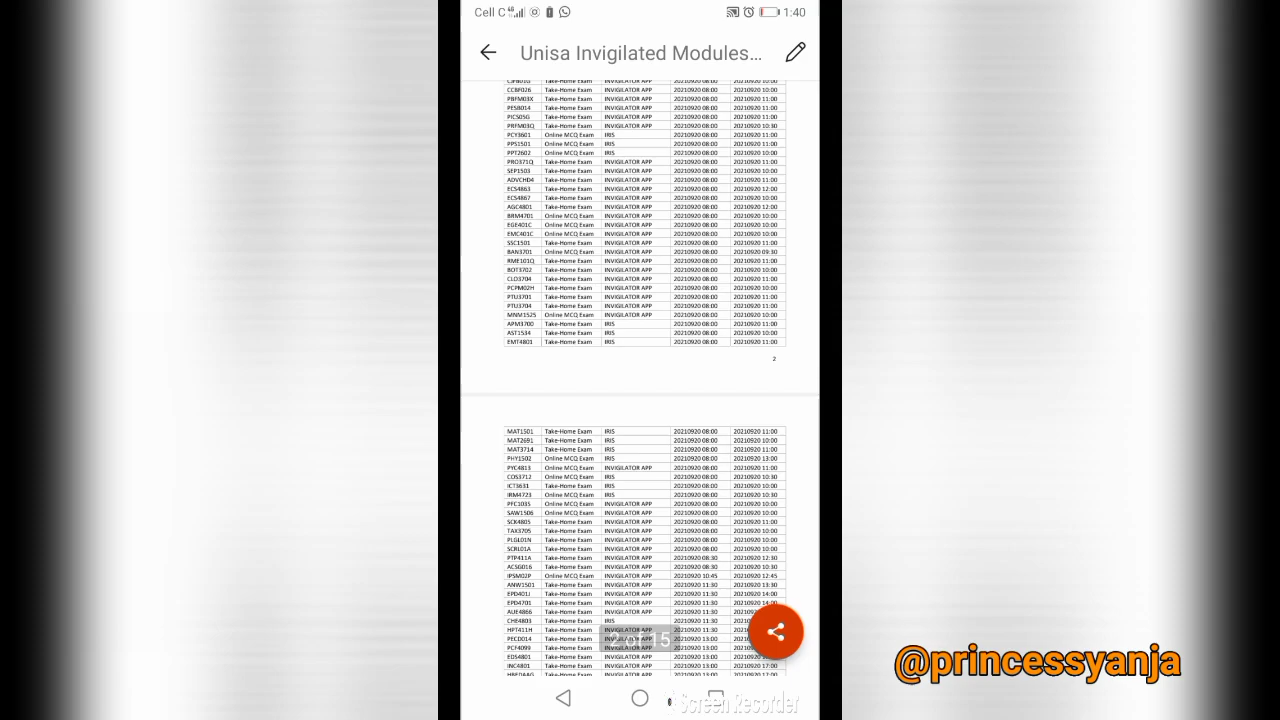 Cell C 4G 1:40
Unisa Invigilated Modules...
CCBF026 Take-Home Exam INVIGILATOR APP 20210920 08:00 20210920 10:00
PBFM03X Take-Home Exam INVIGILATOR APP 20210920 08:00 20210920 11:00
PESB014 Take-Home Exam INVIGILATOR APP 20210920 08:00 20210920 11:00
PICS05G Take-Home Exam INVIGILATOR APP 20210920 08:00 20210920 11:00
PRFM03Q Take-Home Exam INVIGILATOR APP 20210920 08:00 20210920 10:30
PCY3601 Online MCQ Exam IRIS 20210920 08:00 20210920 11:00
PPS1501 Online MCQ Exam IRIS 20210920 08:00 20210920 11:00
PPT2602 Online MCQ Exam IRIS 20210920 08:00 20210920 10:00
PRO371Q Take-Home Exam INVIGILATOR APP 20210920 08:00 20210920 11:00
SEP1503 Take-Home Exam INVIGILATOR APP 20210920 08:00 20210920 10:00
ADVCH04 Take-Home Exam INVIGILATOR APP 20210920 08:00 20210920 11:00
ECS4863 Take-Home Exam INVIGILATOR APP 20210920 08:00 20210920 12:00
ECS4867 Take-Home Exam INVIGILATOR APP 20210920 08:00 20210920 10:00
AGC4801 Take-Home Exam INVIGILATOR APP 20210920 08:00 20210920 12:00
BRM4701 Online MCQ Exam INVIGILATOR APP 20210920 08:00 20210920 10:00
EGE401C Online MCQ Exam INVIGILATOR APP 20210920 08:00 20210920 10:00
EMC401C Online MCQ Exam INVIGILATOR APP 20210920 08:00 20210920 10:00
SSC1501 Take-Home Exam INVIGILATOR APP 20210920 08:00 20210920 11:00
BAN3701 Online MCQ Exam INVIGILATOR APP 20210920 08:00 20210920 09:30
RME101Q Take-Home Exam INVIGILATOR APP 20210920 08:00 20210920 11:00
BOT3702 Take-Home Exam INVIGILATOR APP 20210920 08:00 20210920 10:00
CLO3704 Take-Home Exam INVIGILATOR APP 20210920 08:00 20210920 11:00
PCPM02H Take-Home Exam INVIGILATOR APP 20210920 08:00 20210920 10:00
PTU3701 Take-Home Exam INVIGILATOR APP 20210920 08:00 20210920 11:00
PTU3704 Take-Home Exam INVIGILATOR APP 20210920 08:00 20210920 11:00
MNM1525 Online MCQ Exam INVIGILATOR APP 20210920 08:00 20210920 10:00
APM3700 Take-Home Exam IRIS 20210920 08:00 20210920 11:00
AST1534 Take-Home Exam IRIS 20210920 08:00 20210920 10:00
EMT4801 Take-Home Exam IRIS 20210920 08:00 20210920 11:00
2
MAT1501 Take-Home Exam IRIS 20210920 08:00 20210920 11:00
MAT2691 Take-Home Exam IRIS 20210920 08:00 20210920 10:00
MAT3714 Take-Home Exam IRIS 20210920 08:00 20210920 11:00
PHY1502 Online MCQ Exam IRIS 20210920 08:00 20210920 13:00
PYC4813 Online MCQ Exam INVIGILATOR APP 20210920 08:00 20210920 11:00
COS3712 Take-Home Exam IRIS 20210920 08:00 20210920 10:30
ICT3631 Take-Home Exam IRIS 20210920 08:00 20210920 10:00
IRM4723 Online MCQ Exam IRIS 20210920 08:00 20210920 10:30
PFC103S Online MCQ Exam INVIGILATOR APP 20210920 08:00 20210920 10:00
SAW1506 Online MCQ Exam INVIGILATOR APP 20210920 08:00 20210920 10:00
SCK4805 Take-Home Exam INVIGILATOR APP 20210920 08:00 20210920 11:00
TAX3705 Take-Home Exam INVIGILATOR APP 20210920 08:00 20210920 10:00
PLGL01N Take-Home Exam INVIGILATOR APP 20210920 08:00 20210920 10:00
SCRL01A Take-Home Exam INVIGILATOR APP 20210920 08:00 20210920 10:00
PTP411A Take-Home Exam INVIGILATOR APP 20210920 08:30 20210920 12:30
ACSG016 Take-Home Exam INVIGILATOR APP 20210920 08:30 20210920 10:30
IPSM02P Online MCQ Exam INVIGILATOR APP 20210920 10:45 20210920 12:45
ANW1501 Take-Home Exam INVIGILATOR APP 20210920 11:30 20210920 13:30
EPD401J Take-Home Exam INVIGILATOR APP 20210920 11:30 20210920 14:00
EPD4701 Take-Home Exam INVIGILATOR APP 20210920 11:30 20210920 14:00
AUE4866 Take-Home Exam INVIGILATOR APP 20210920 11:30
CHE4803 Take-Home Exam IRIS 20210920 11:30
HPT411H Take-Home Exam INVIGILATOR APP 20210920 11:30
PECD014 Take-Home Exam INVIGILATOR APP 20210920 13:00
PCF4099 Take-Home Exam INVIGILATOR APP 20210920 13:00
EDS4801 Take-Home Exam INVIGILATOR APP 20210920 13:00
INC4801 Take-Home Exam INVIGILATOR APP 20210920 13:00 20210920 17:00
2 of 15
Screen Recorder
@princessyanja